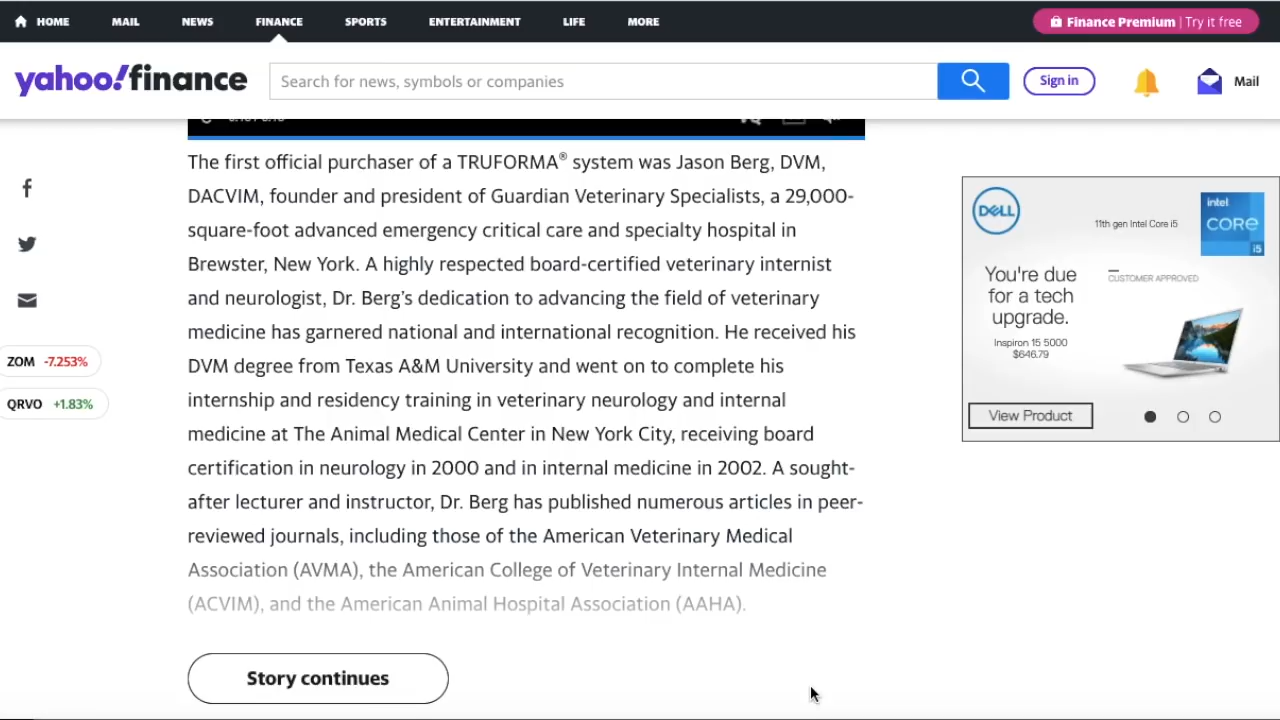 HOME MAIL NEWS FINANCE SPORTS ENTERTAINMENT LIFE MORE Finance Premium | Try it free
yahoo!finance Search for news, symbols or companies Sign in Mail
The first official purchaser of a TRUFORMA® system was Jason Berg, DVM,
DACVIM, founder and president of Guardian Veterinary Specialists, a 29,000-
square-foot advanced emergency critical care and specialty hospital in
Brewster, New York. A highly respected board-certified veterinary internist
and neurologist, Dr. Berg’s dedication to advancing the field of veterinary
medicine has garnered national and international recognition. He received his
DVM degree from Texas A&M University and went on to complete his
internship and residency training in veterinary neurology and internal
medicine at The Animal Medical Center in New York City, receiving board
certification in neurology in 2000 and in internal medicine in 2002. A sought-
after lecturer and instructor, Dr. Berg has published numerous articles in peer-
reviewed journals, including those of the American Veterinary Medical
Association (AVMA), the American College of Veterinary Internal Medicine
(ACVIM), and the American Animal Hospital Association (AAHA).
Story continues
ZOM -7.253%
QRVO +1.83%
DELL
11th gen Intel Core i5
intel
CORE
i5
You're due
for a tech
upgrade.
Inspiron 15 5000
$646.79
CUSTOMER APPROVED
View Product